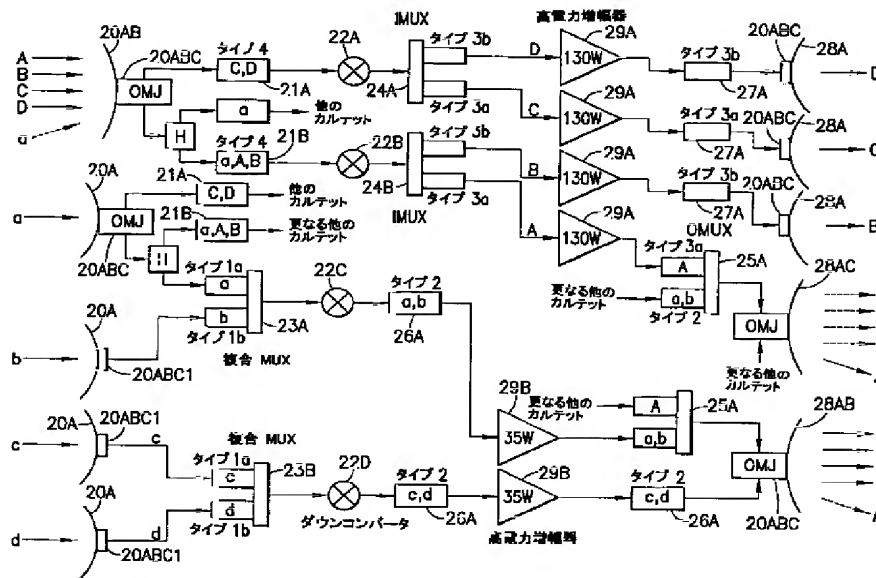 IMUX
高電力増幅器
20AB
20ABC
タイプ 4
22A
タイプ 3b
29A
タイプ 3b
20ABC
28A
A
B
C
D
a
OMJ
C,D
21A
24A
D
130W
27A
D
タイプ 3a
C
29A
タイプ 3a
20ABC
28A
a
他の
カルテット
H
タイプ 4
21B
22B
タイプ 3b
130W
27A
C
a,A,B
24B
タイプ 3a
B
29A
タイプ 3b
20ABC
28A
20A
21A
C,D
他の
カルテット
IMUX
130W
27A
B
a
OMJ
21B
a,A,B
更なる他の
カルテット
A
29A
OMUX
20ABC
H
130W
タイプ 3a
25A
28AC
タイプ 1a
a
22C
タイプ 2
a,b
26A
A
更なる他の
カルテット
a,b
タイプ 2
OMJ
20A
b
タイプ 1b
23A
複合 MUX
更なる他の
カルテット
A
b
20ABC1
29B
更なる他の
カルテット
A
25A
28AB
20A
20ABC1
複合 MUX
35W
a,b
c
c
タイプ 1a
c
23B
22D
タイプ 2
29B
タイプ 2
OMJ
20A
d
タイプ 1b
c,d
26A
35W
c,d
26A
20ABC
ダウンコンバータ
高電力増幅器
d
d
20ABC1
A